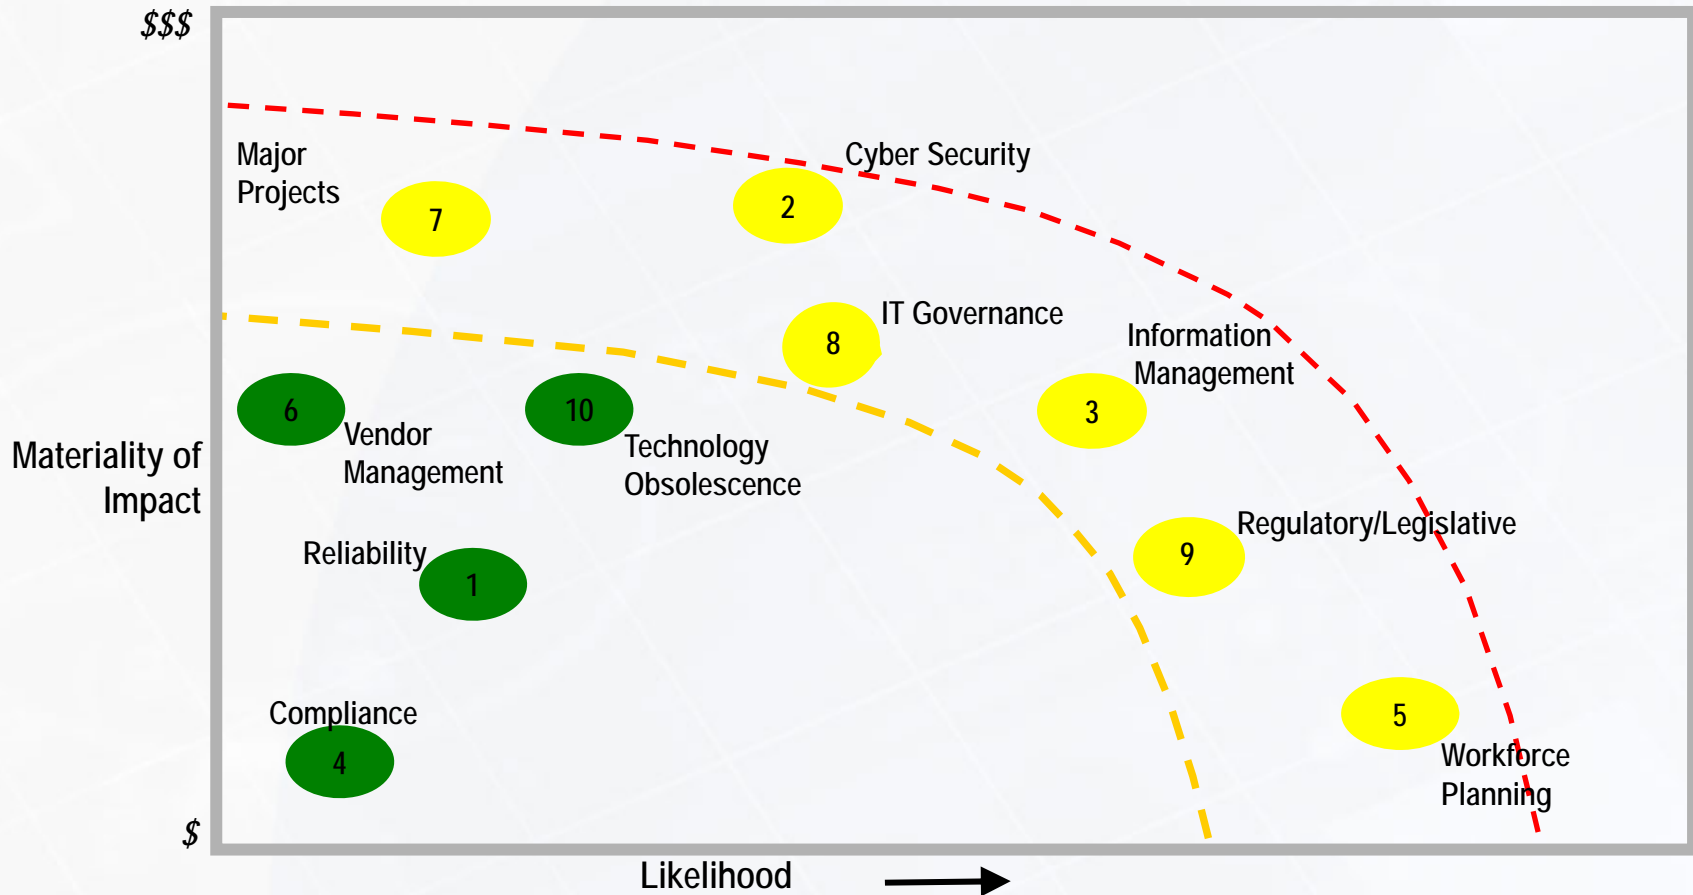 $$$
Major
Projects
7
Cyber Security
2
IT Governance
8
Information
Management
3
6
Vendor
Management
10
Technology
Obsolescence
Materiality of
Impact
Regulatory/Legislative
9
Reliability
1
Compliance
4
5
Workforce
Planning
$
Likelihood